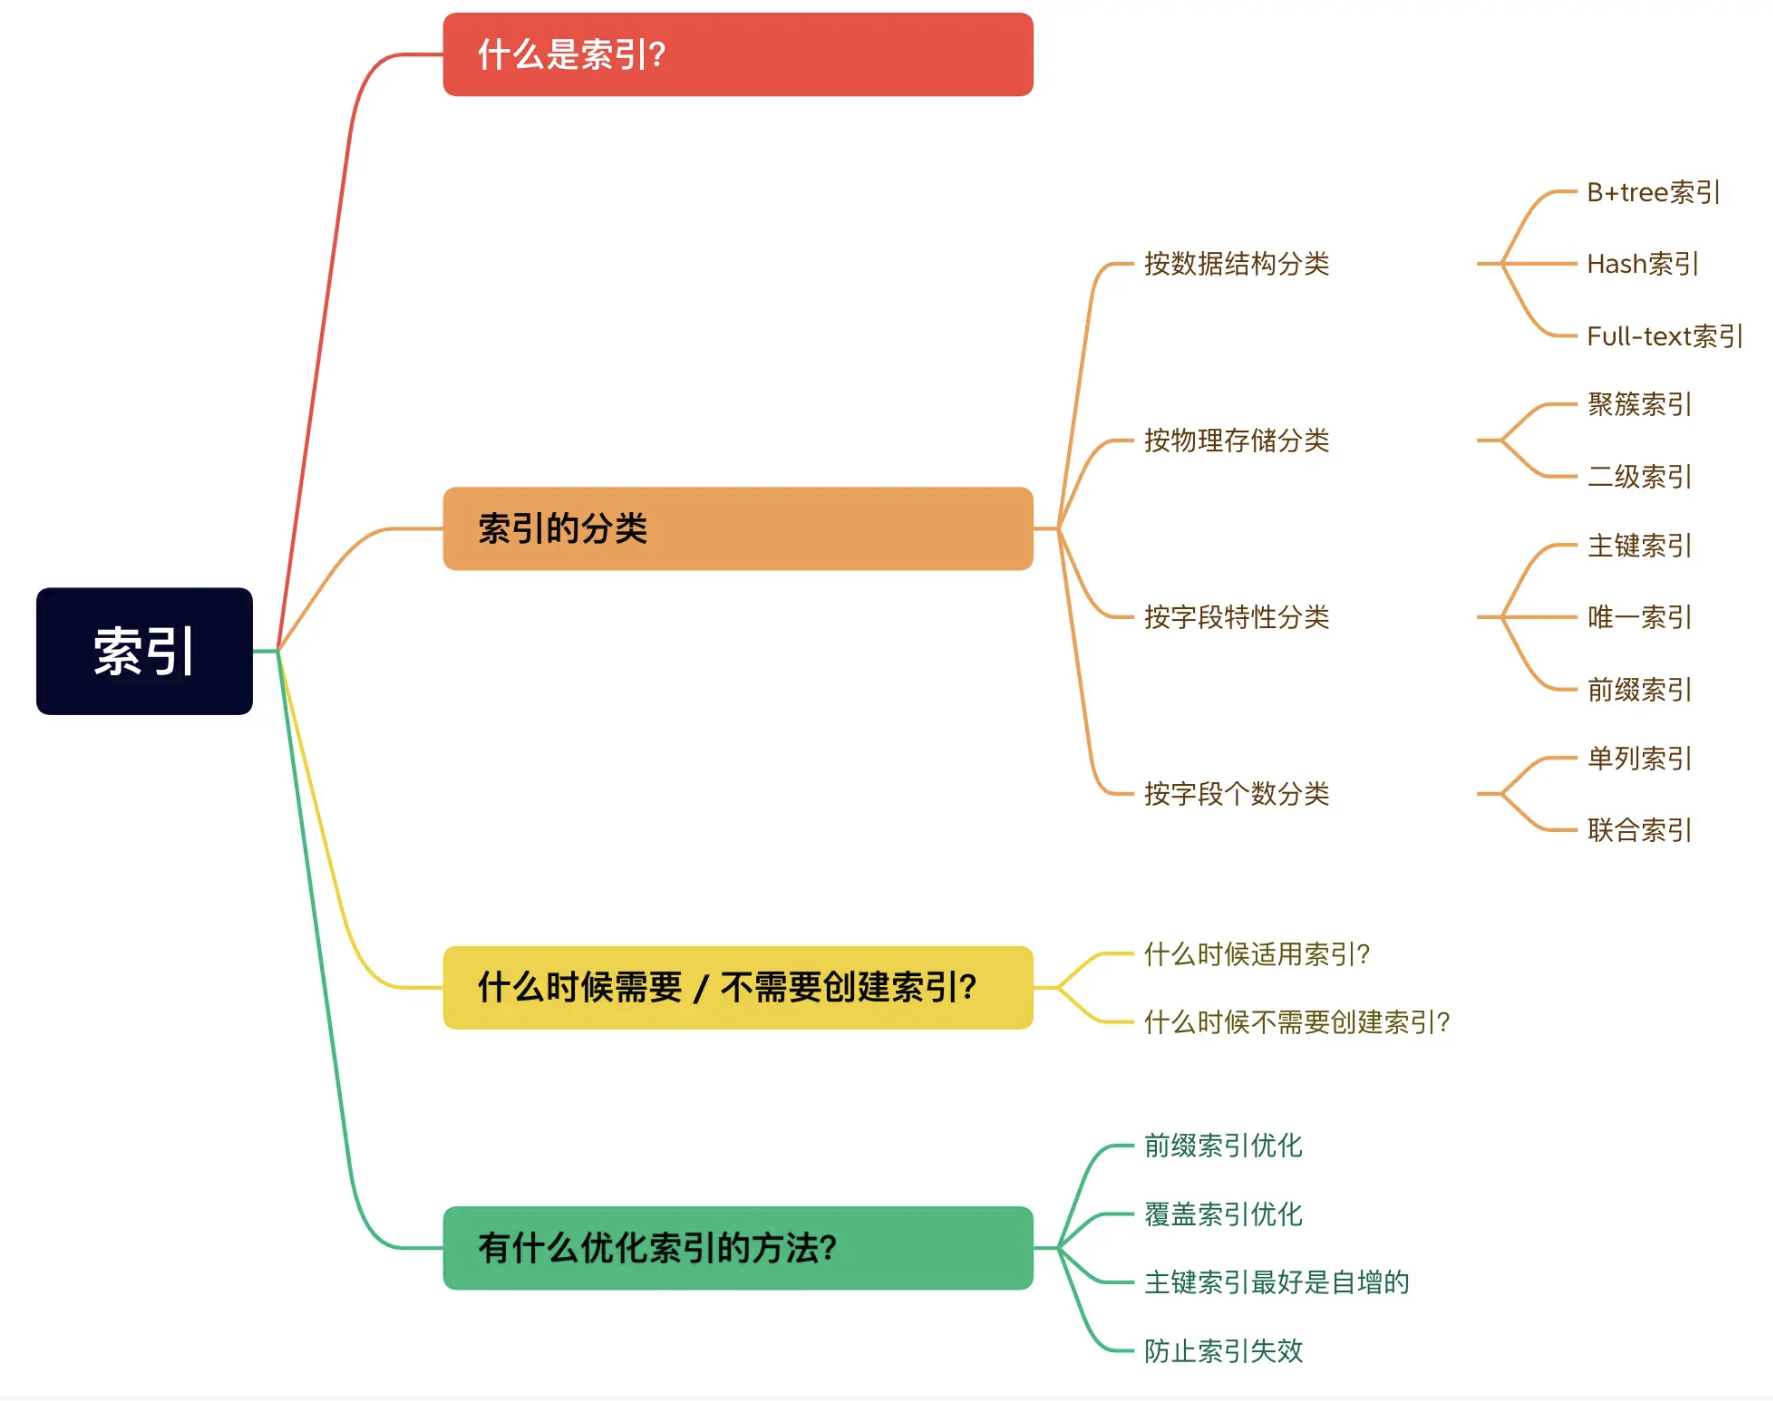 索引
什么是索引?
索引的分类
按数据结构分类
B+tree索引
Hash索引
Full-text索引
按物理存储分类
聚簇索引
二级索引
按字段特性分类
主键索引
唯一索引
前缀索引
按字段个数分类
单列索引
联合索引
什么时候需要 / 不需要创建索引?
什么时候适用索引?
什么时候不需要创建索引?
有什么优化索引的方法?
前缀索引优化
覆盖索引优化
主键索引最好是自增的
防止索引失效